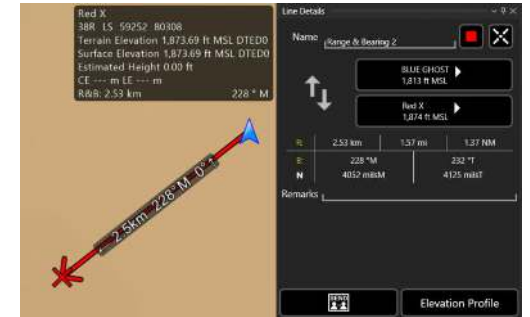 Red X
38R LS 59252 80308
Terrain Elevation 1,873.69 ft MSL DTED0
Surface Elevation 1,873.69 ft MSL DTED0
Estimated Height 0.00 ft
CE --- m LE --- m
R&B: 2.53 km 228 ° M
2.5km 228°M 0°↑
Line Details
Name Range & Bearing 2
BLUE GHOST
1,813 ft MSL
Red X
1,874 ft MSL
R: 2.53 km 1.57 mi 1.37 NM
B: 228 °M 232 °T
N 4052 milsM 4125 milsT
Remarks
SEND
Elevation Profile